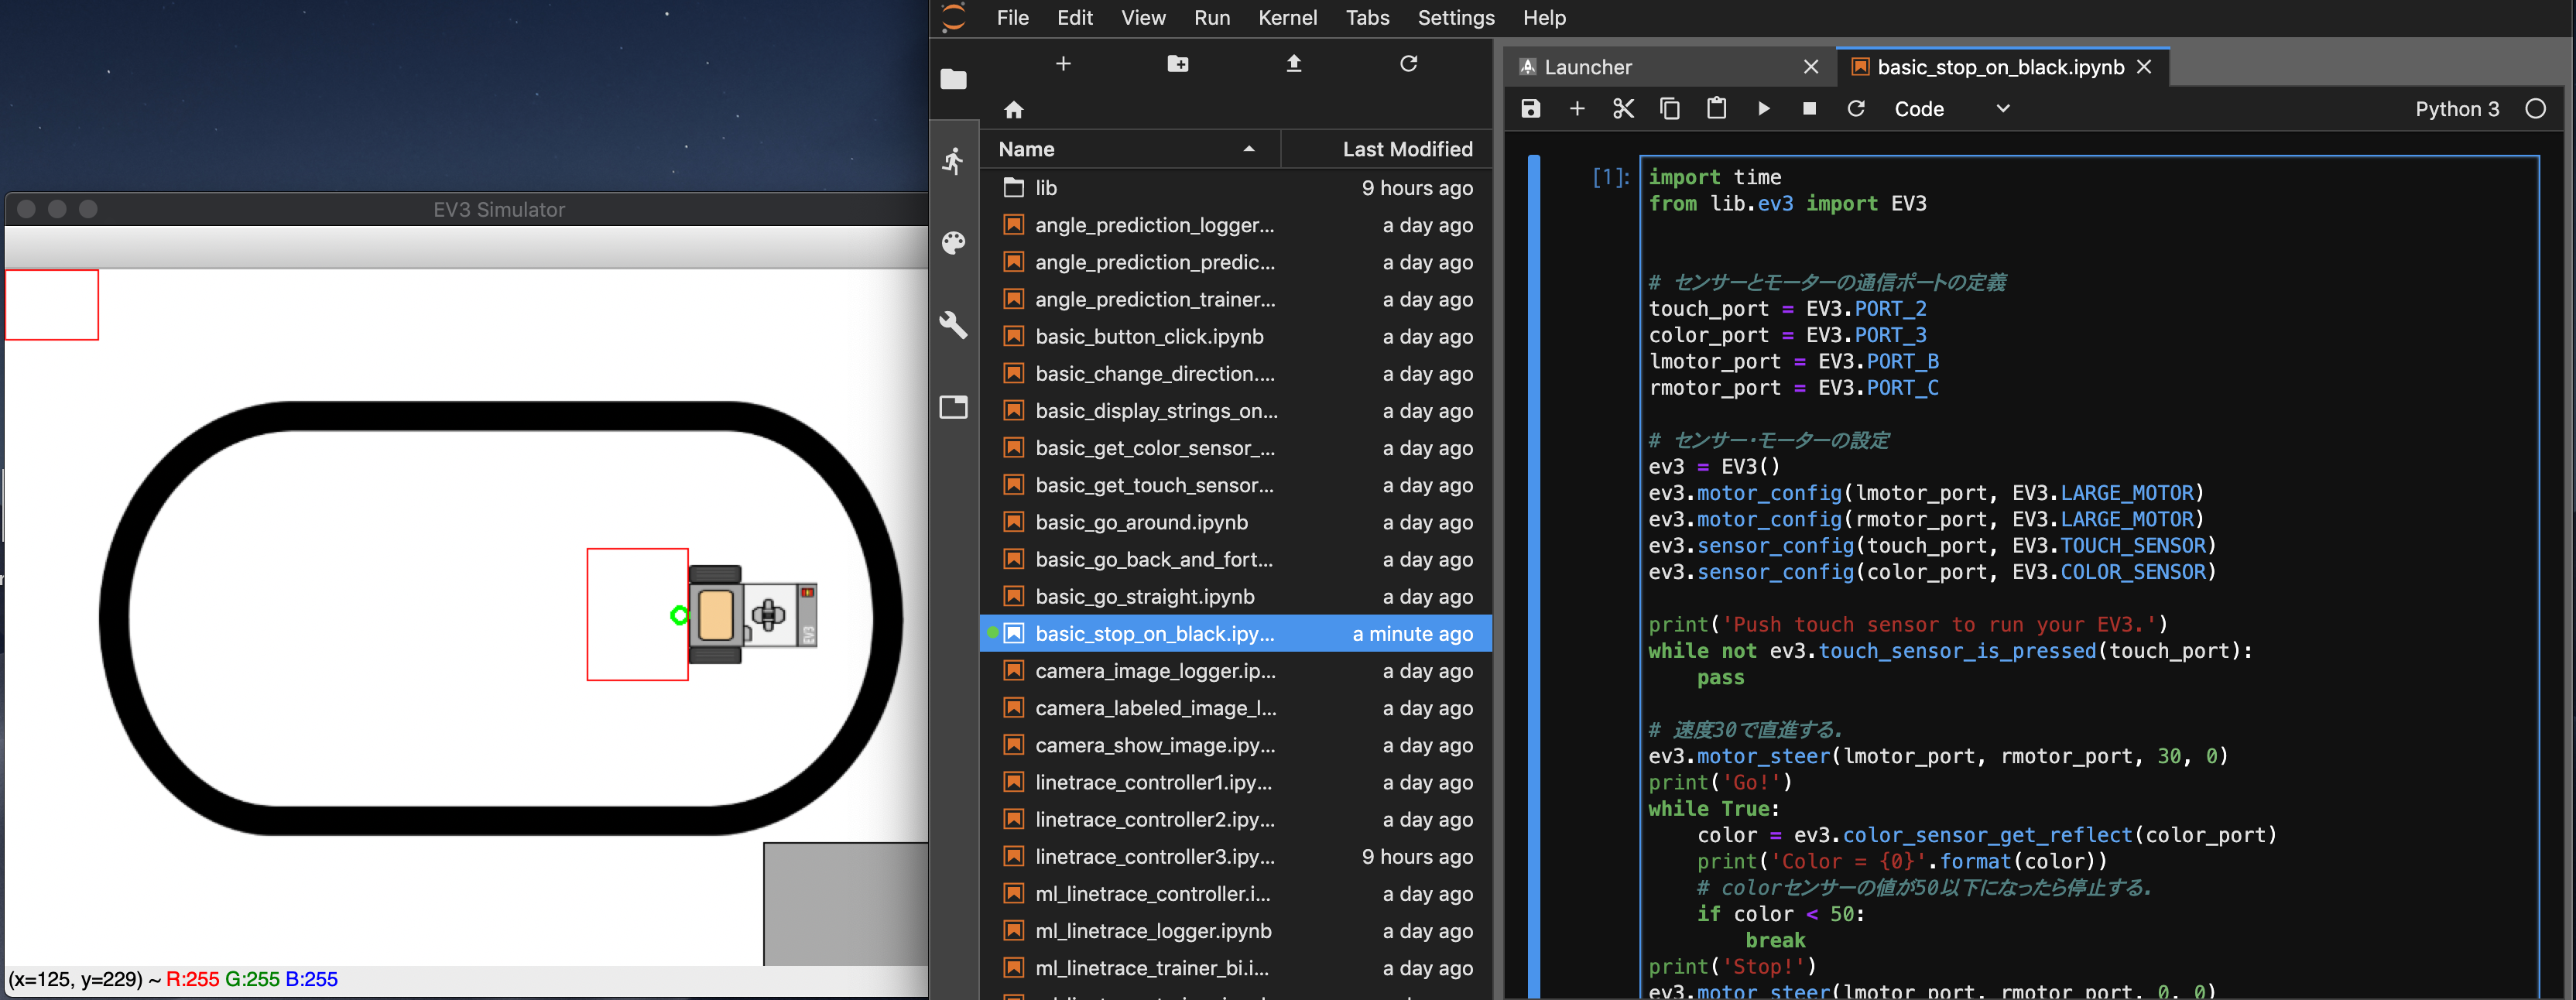 File Edit View Run Kernel Tabs Settings Help
EV3 Simulator
EV3
(x=125, y=229) ~ R:255 G:255 B:255
Name Last Modified
lib 9 hours ago
angle_prediction_logger... a day ago
angle_prediction_predic... a day ago
angle_prediction_trainer... a day ago
basic_button_click.ipynb a day ago
basic_change_direction.... a day ago
basic_display_strings_on... a day ago
basic_get_color_sensor_... a day ago
basic_get_touch_sensor... a day ago
basic_go_around.ipynb a day ago
basic_go_back_and_fort... a day ago
basic_go_straight.ipynb a day ago
basic_stop_on_black.ipy... a minute ago
camera_image_logger.ip... a day ago
camera_labeled_image_l... a day ago
camera_show_image.ipy... a day ago
linetrace_controller1.ipy... a day ago
linetrace_controller2.ipy... a day ago
linetrace_controller3.ipy... 9 hours ago
ml_linetrace_controller.i... a day ago
ml_linetrace_logger.ipynb a day ago
ml_linetrace_trainer_bi.i... a day ago
Launcher basic_stop_on_black.ipynb
Code Python 3
[1]: import time
from lib.ev3 import EV3
# センサーとモーターの通信ポートの定義
touch_port = EV3.PORT_2
color_port = EV3.PORT_3
lmotor_port = EV3.PORT_B
rmotor_port = EV3.PORT_C
# センサー・モーターの設定
ev3 = EV3()
ev3.motor_config(lmotor_port, EV3.LARGE_MOTOR)
ev3.motor_config(rmotor_port, EV3.LARGE_MOTOR)
ev3.sensor_config(touch_port, EV3.TOUCH_SENSOR)
ev3.sensor_config(color_port, EV3.COLOR_SENSOR)
print('Push touch sensor to run your EV3.')
while not ev3.touch_sensor_is_pressed(touch_port):
    pass
# 速度30で直進する.
ev3.motor_steer(lmotor_port, rmotor_port, 30, 0)
print('Go!')
while True:
    color = ev3.color_sensor_get_reflect(color_port)
    print('Color = {0}'.format(color))
    # colorセンサーの値が50以下になったら停止する.
    if color < 50:
        break
print('Stop!')
ev3.motor_steer(lmotor_port, rmotor_port, 0, 0)